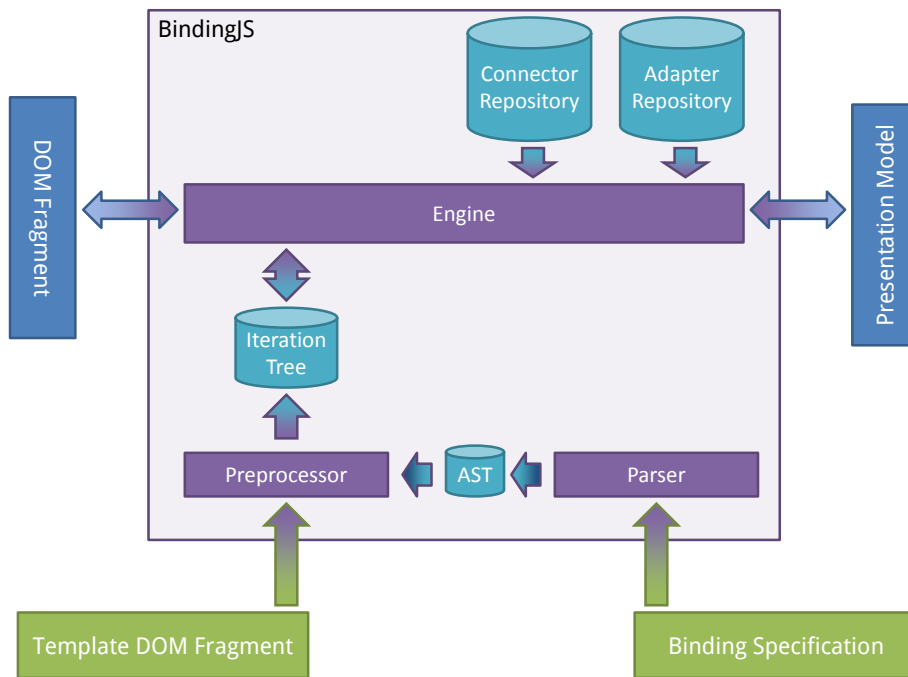 BindingJS
Connector
Repository
Adapter
Repository
DOM Fragment
Engine
Presentation Model
Iteration
Tree
Preprocessor
AST
Parser
Template DOM Fragment
Binding Specification